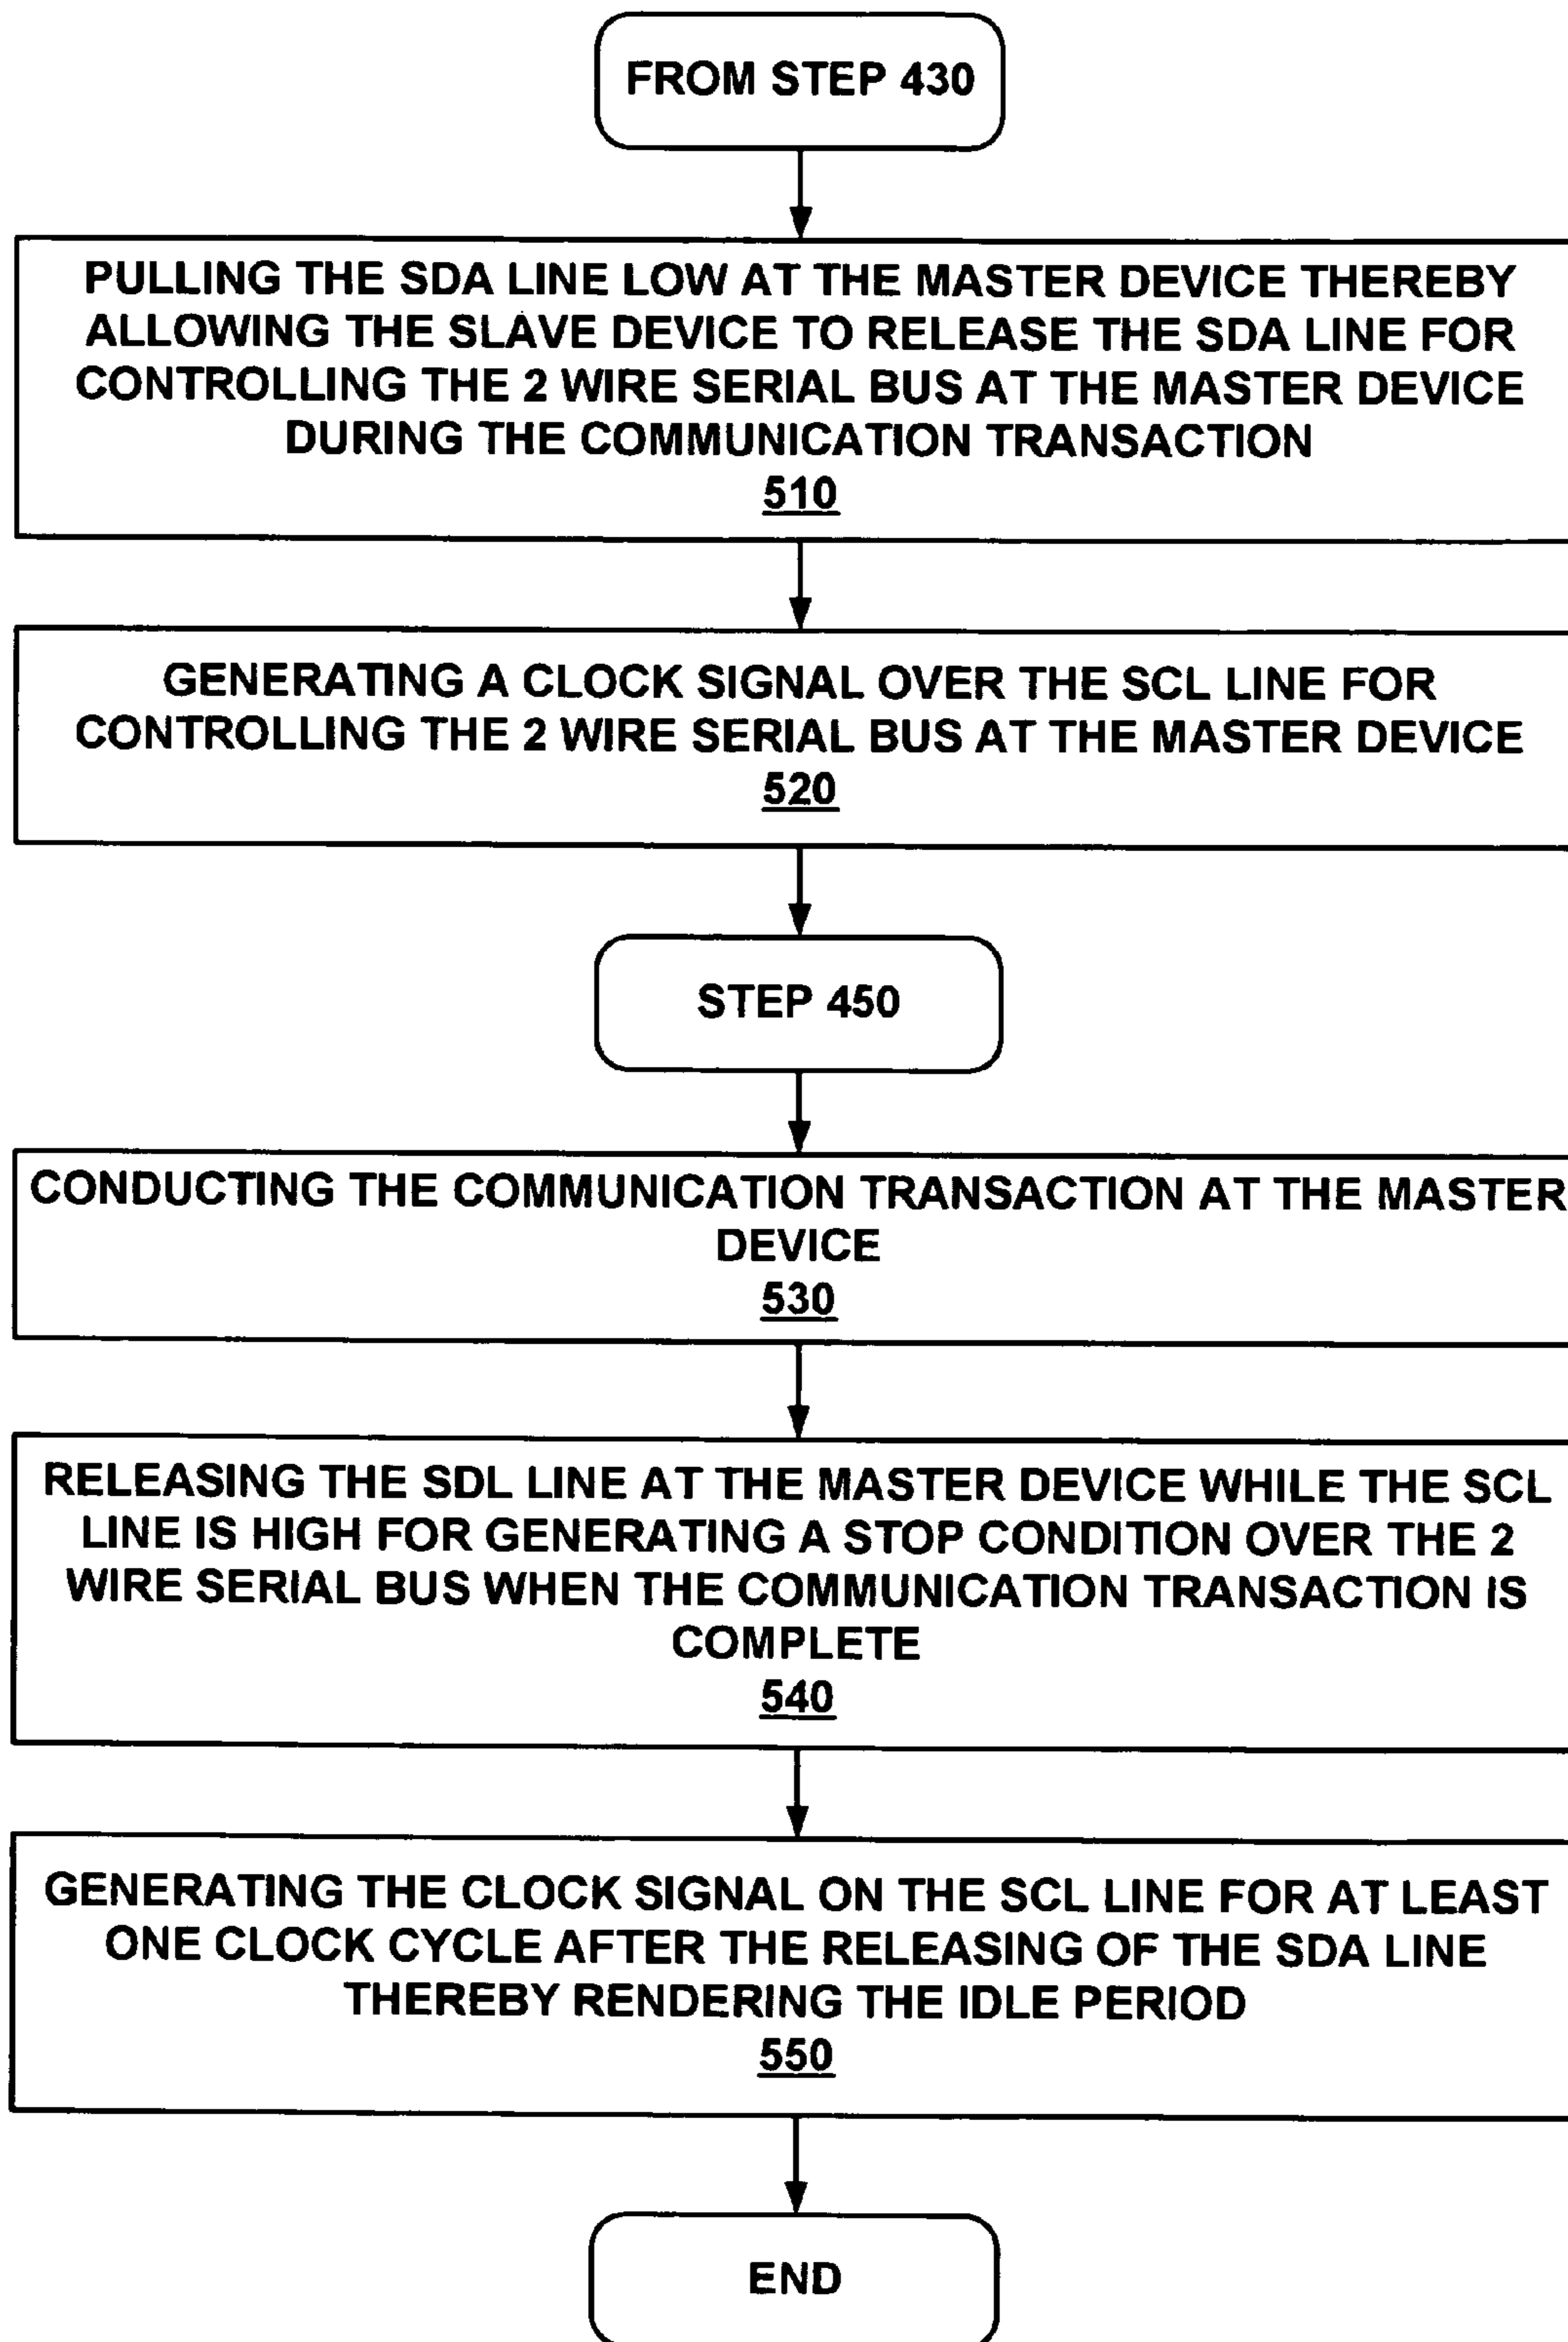 FROM STEP 430
PULLING THE SDA LINE LOW AT THE MASTER DEVICE THEREBY
ALLOWING THE SLAVE DEVICE TO RELEASE THE SDA LINE FOR
CONTROLLING THE 2 WIRE SERIAL BUS AT THE MASTER DEVICE
DURING THE COMMUNICATION TRANSACTION
510
GENERATING A CLOCK SIGNAL OVER THE SCL LINE FOR
CONTROLLING THE 2 WIRE SERIAL BUS AT THE MASTER DEVICE
520
STEP 450
CONDUCTING THE COMMUNICATION TRANSACTION AT THE MASTER
DEVICE
530
RELEASING THE SDL LINE AT THE MASTER DEVICE WHILE THE SCL
LINE IS HIGH FOR GENERATING A STOP CONDITION OVER THE 2
WIRE SERIAL BUS WHEN THE COMMUNICATION TRANSACTION IS
COMPLETE
540
GENERATING THE CLOCK SIGNAL ON THE SCL LINE FOR AT LEAST
ONE CLOCK CYCLE AFTER THE RELEASING OF THE SDA LINE
THEREBY RENDERING THE IDLE PERIOD
550
END